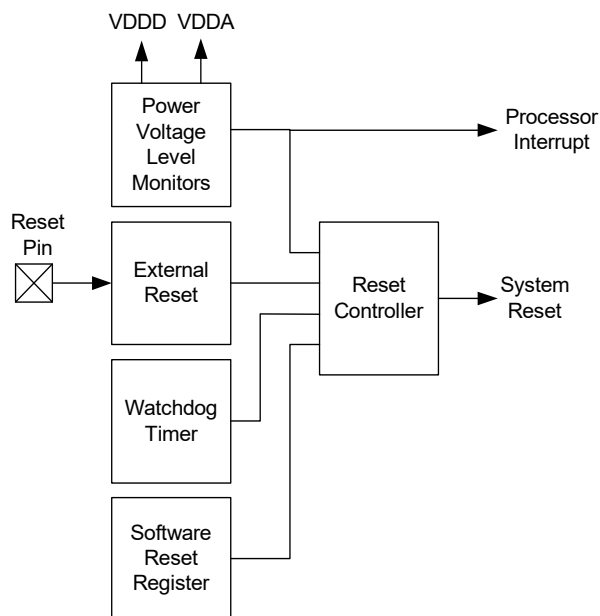 VDDD VDDA
Power
Voltage
Level
Monitors
Processor
Interrupt
Reset
Pin
External
Reset
Reset
Controller
System
Reset
Watchdog
Timer
Software
Reset
Register